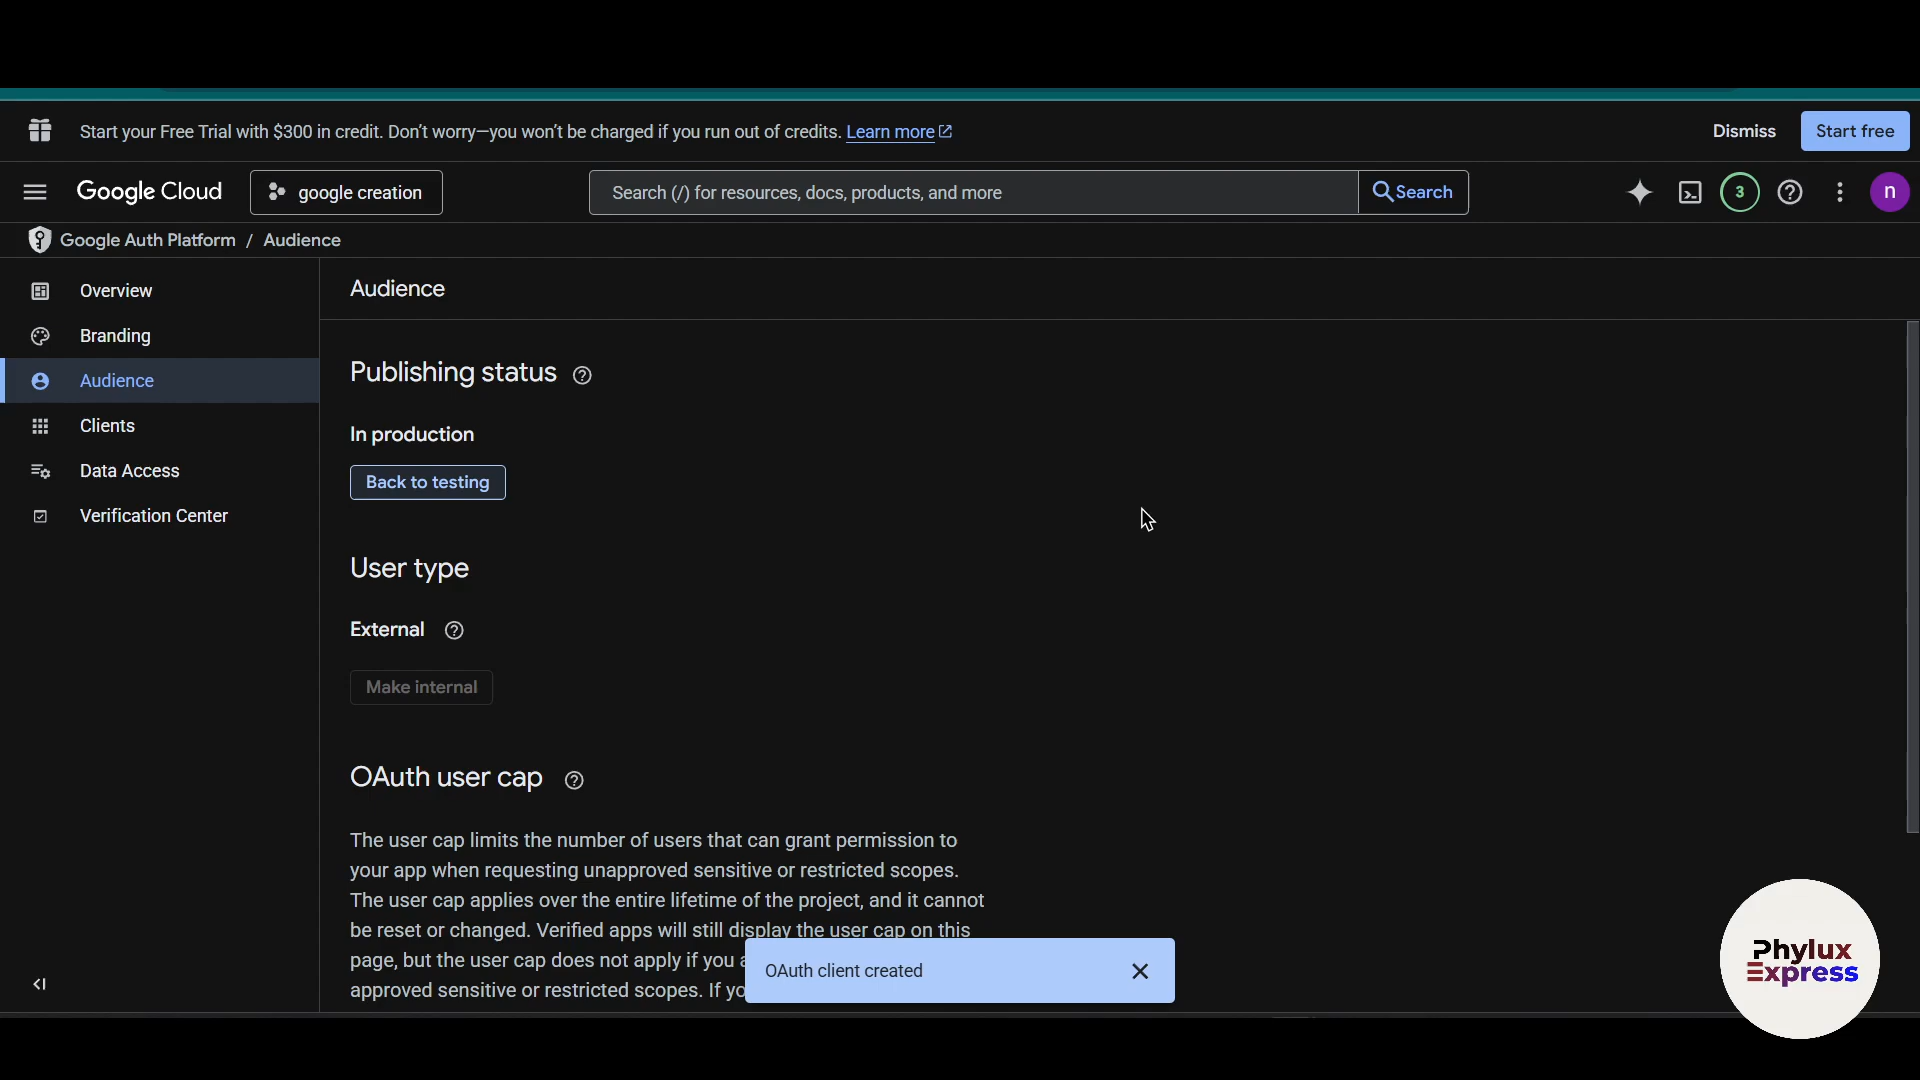 Start your Free Trial with $300 in credit. Don't worry—you won't be charged if you run out of credits. Learn more
Dismiss
Start free
Google Cloud
google creation
Search (/) for resources, docs, products, and more
Search
3
n
Google Auth Platform / Audience
Overview
Branding
Audience
Clients
Data Access
Verification Center
Audience
Publishing status
In production
Back to testing
User type
External
Make internal
OAuth user cap
The user cap limits the number of users that can grant permission to
your app when requesting unapproved sensitive or restricted scopes.
The user cap applies over the entire lifetime of the project, and it cannot
be reset or changed. Verified apps will still display the user cap on this
page, but the user cap does not apply if you a
approved sensitive or restricted scopes. If yo
OAuth client created
Phylux
Express